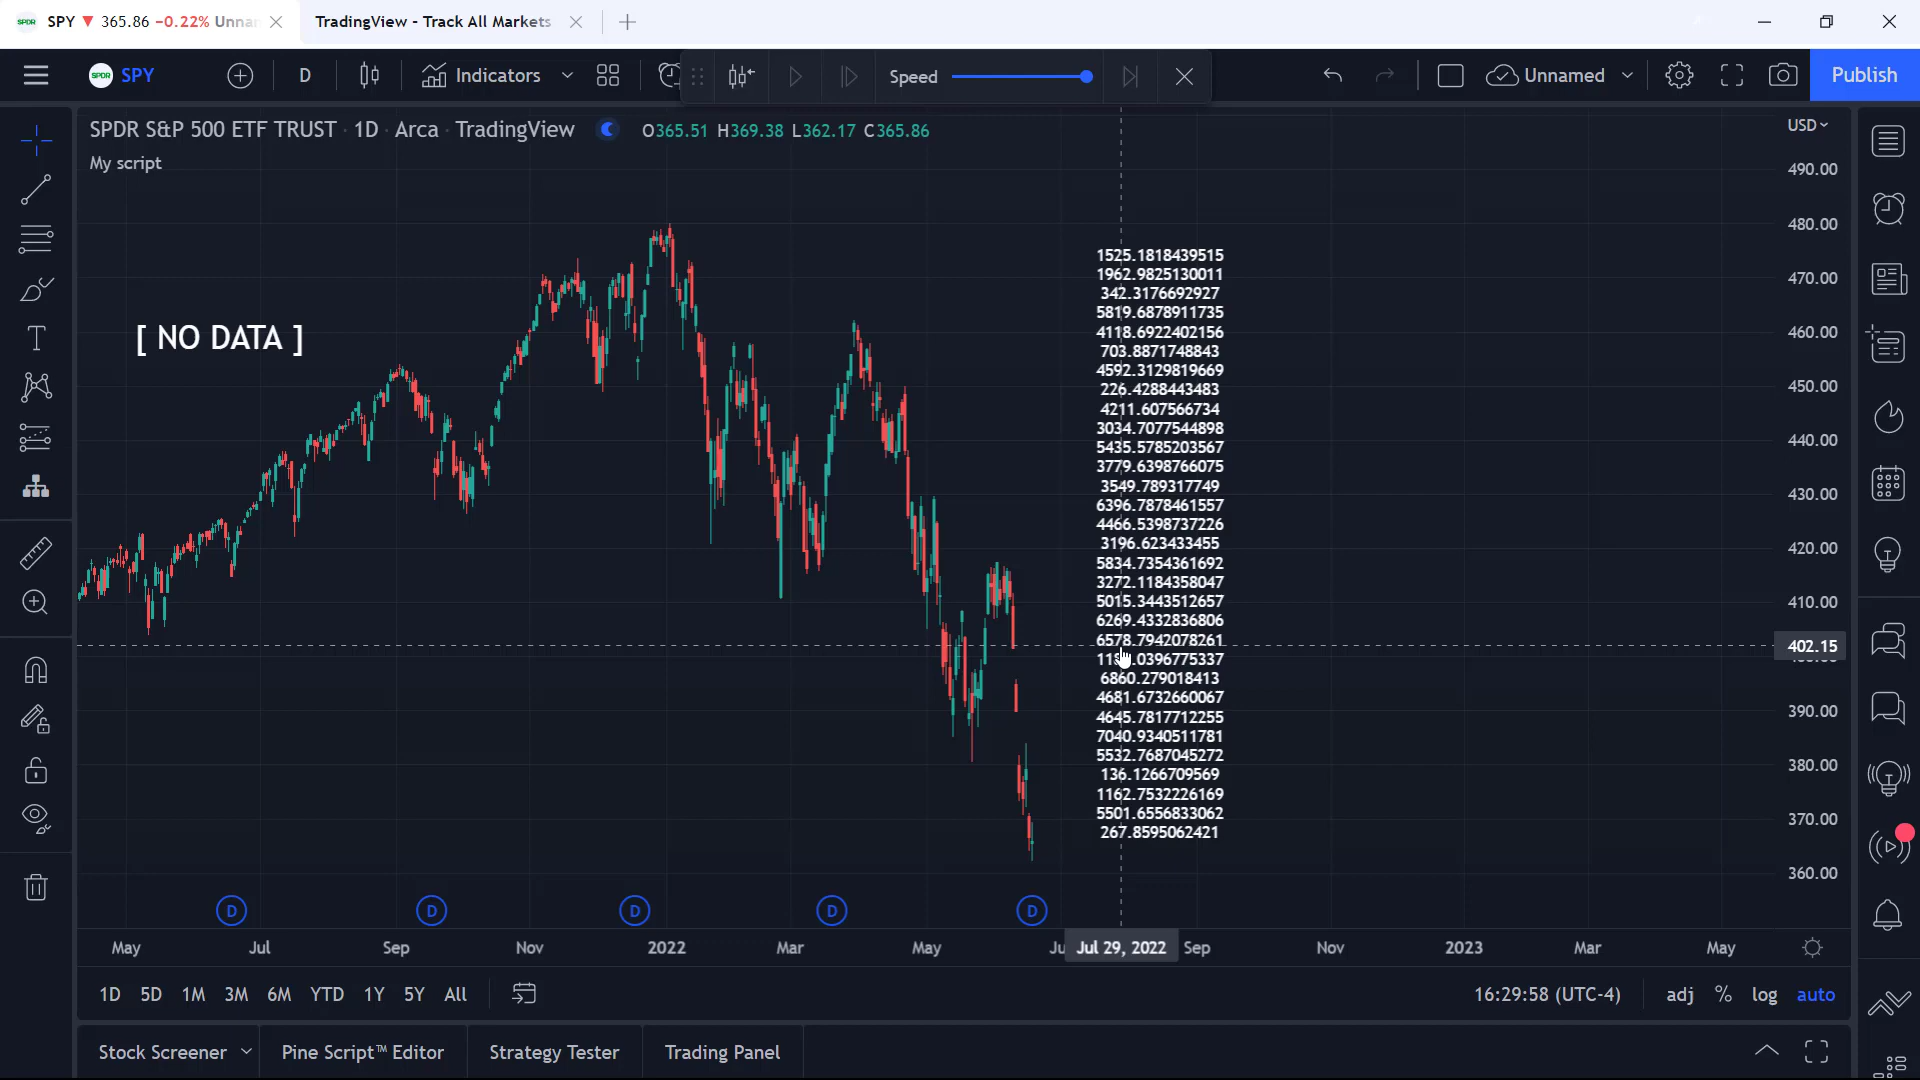 SPDR SPY ▼ 365.86 −0.22% Unnan
TradingView - Track All Markets
SPDR SPY
D
Indicators
Speed
Unnamed
Publish
SPDR S&P 500 ETF TRUST · 1D · Arca · TradingView
O365.51 H369.38 L362.17 C365.86
My script
USD
[ NO DATA ]
490.00
480.00
470.00
460.00
450.00
440.00
430.00
420.00
410.00
402.15
390.00
380.00
370.00
360.00
1525.1818439515
1962.9825130011
342.3176692927
5819.6878911735
4118.6922402156
703.8871748843
4592.3129819669
226.4288443483
4211.607566734
3034.7077544898
5435.5785203567
3779.6398766075
3549.789317749
6396.7878461557
4466.5398737226
3196.623433455
5834.7354361692
3272.1184358047
5015.3443512657
6269.4332836806
6578.7942078261
6860.279018413
4681.6732660067
4645.7817712255
7040.9340511781
5532.7687045272
136.1266709569
1162.7532226169
5501.6556833062
267.8595062421
D D D D D
May Jul Sep Nov 2022 Mar May Ju Jul 29, 2022 Sep Nov 2023 Mar May
1D 5D 1M 3M 6M YTD 1Y 5Y All
16:29:58 (UTC-4) adj % log auto
Stock Screener
Pine Script™ Editor
Strategy Tester
Trading Panel